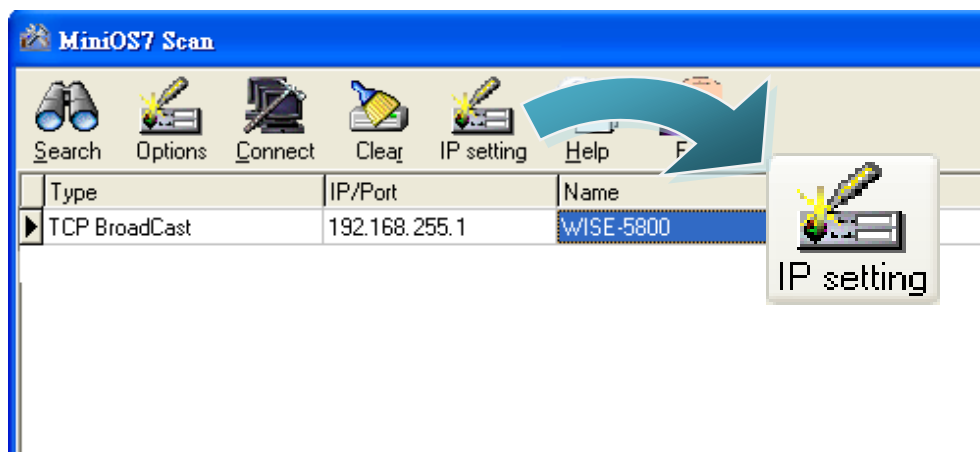 MiniOS7 Scan
Search Options Connect Clear IP setting Help
Type IP/Port Name
TCP BroadCast 192.168.255.1 WISE-5800
IP setting